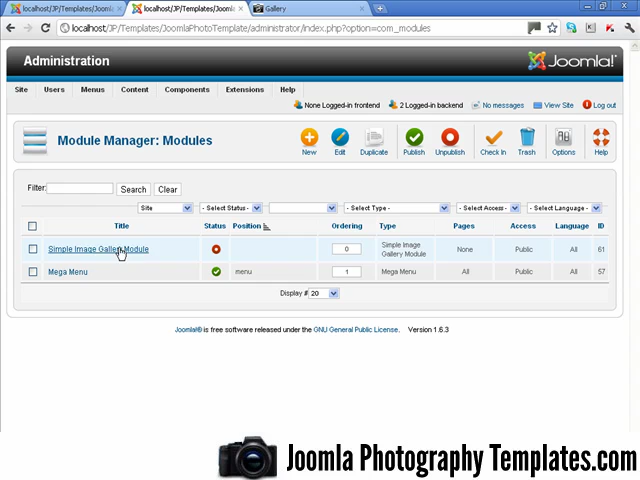 localhost/JP/Templates/Jooml
localhost/JP/Templates/Jooml
Gallery
localhost/JP/Templates/JoomlaPhotoTemplate/administrator/index.php?option=com_modules
Administration
Joomla!®
Site Users Menus Content Components Extensions Help
None Logged-in frontend 2 Logged-in backend No messages View Site Log out
Module Manager: Modules
New Edit Duplicate Publish Unpublish Check In Trash Options Help
Filter: Search Clear
Site - Select Status - - Select Type - - Select Access - - Select Language -
Title Status Position Ordering Type Pages Access Language ID
Simple Image Gallery Module 0 Simple Image Gallery Module None Public All 61
Mega Menu menu 1 Mega Menu All Public All 57
Display # 20
Joomla!® is free software released under the GNU General Public License. Version 1.6.3
Joomla Photography Templates.com